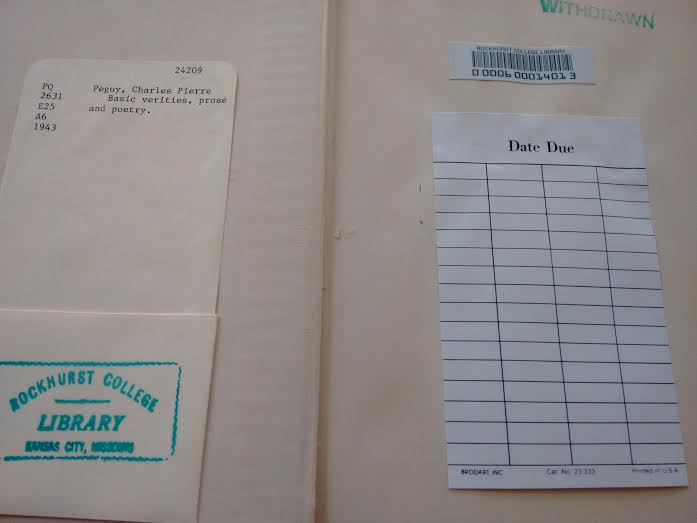 24209
PQ
2631
E25
A6
1943
Peguy, Charles Pierre
Basic verities, prose
and poetry.
ROCKHURST COLLEGE
LIBRARY
KANSAS CITY, MISSOURI
WITHDRAWN
ROCKHURST COLLEGE LIBRARY
0 0006 0001401 3
Date Due
BRODART, INC. Cat. No. 23 233 Printed in U.S.A.